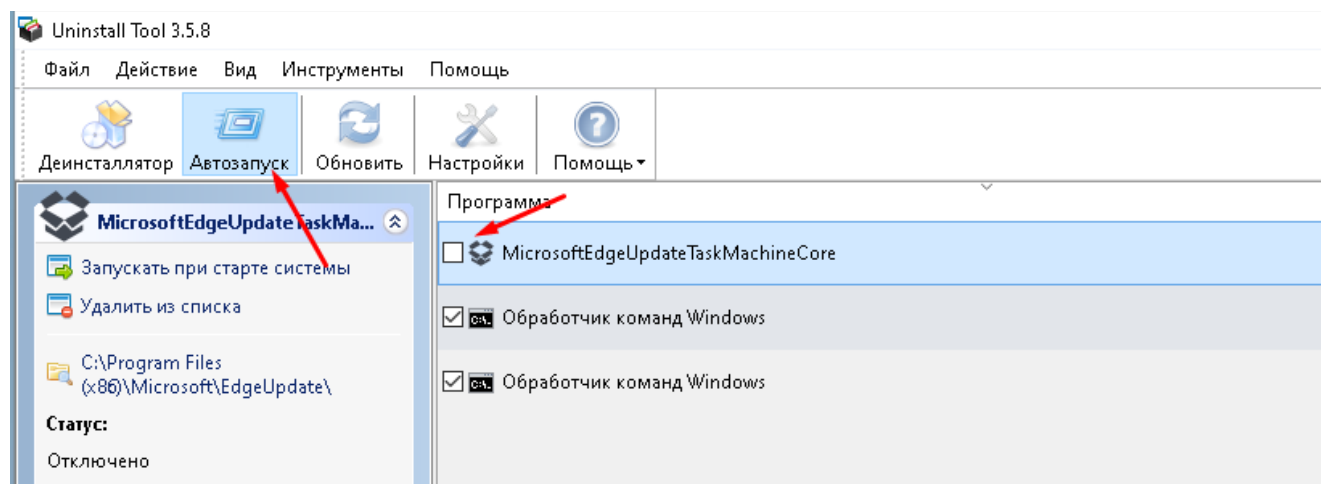 Uninstall Tool 3.5.8
Файл Действие Вид Инструменты Помощь
Деинсталлятор Автозапуск Обновить Настройки Помощь
MicrosoftEdgeUpdateTaskMa...
Запускать при старте системы
Удалить из списка
C:\Program Files
(x86)\Microsoft\EdgeUpdate\
Статус:
Отключено
Программа
MicrosoftEdgeUpdateTaskMachineCore
Обработчик команд Windows
Обработчик команд Windows